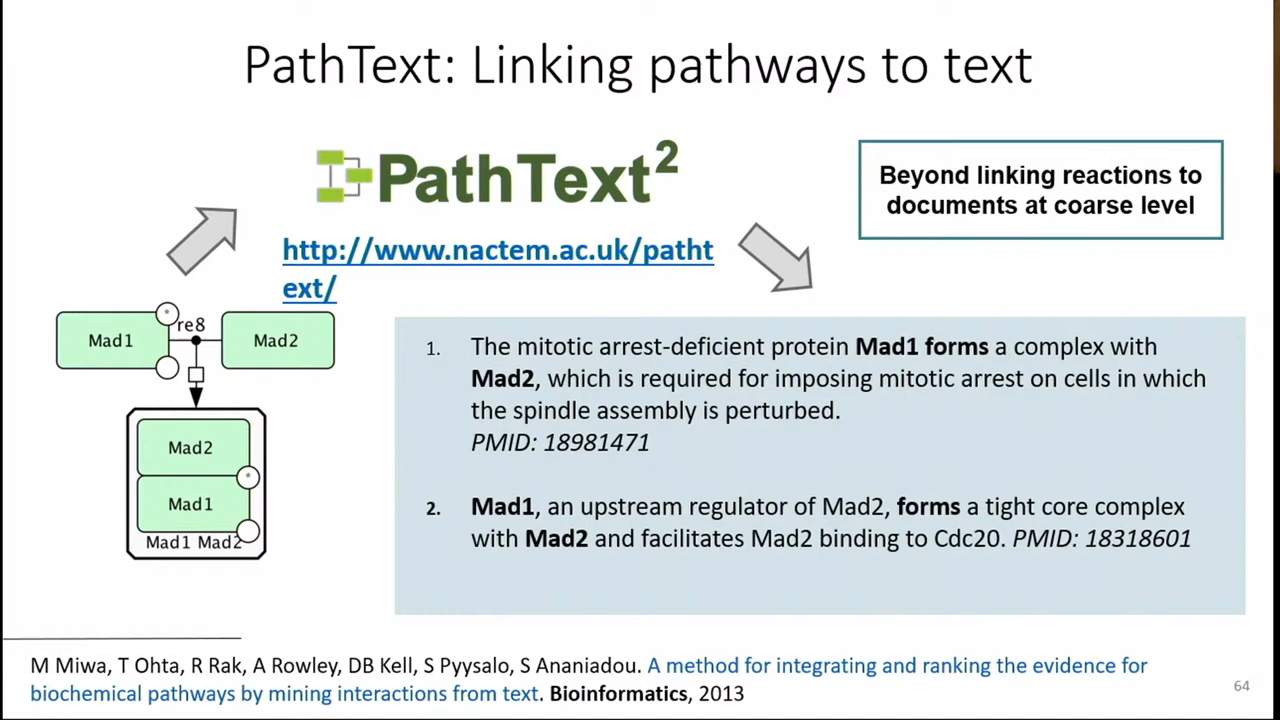 PathText: Linking pathways to text
PathText²
Beyond linking reactions to
documents at coarse level
http://www.nactem.ac.uk/patht
ext/
Mad1
*
re8
Mad2
Mad2
*
Mad1
Mad1 Mad2
1. The mitotic arrest-deficient protein Mad1 forms a complex with
Mad2, which is required for imposing mitotic arrest on cells in which
the spindle assembly is perturbed.
PMID: 18981471
2. Mad1, an upstream regulator of Mad2, forms a tight core complex
with Mad2 and facilitates Mad2 binding to Cdc20. PMID: 18318601
M Miwa, T Ohta, R Rak, A Rowley, DB Kell, S Pyysalo, S Ananiadou. A method for integrating and ranking the evidence for
biochemical pathways by mining interactions from text. Bioinformatics, 2013
64